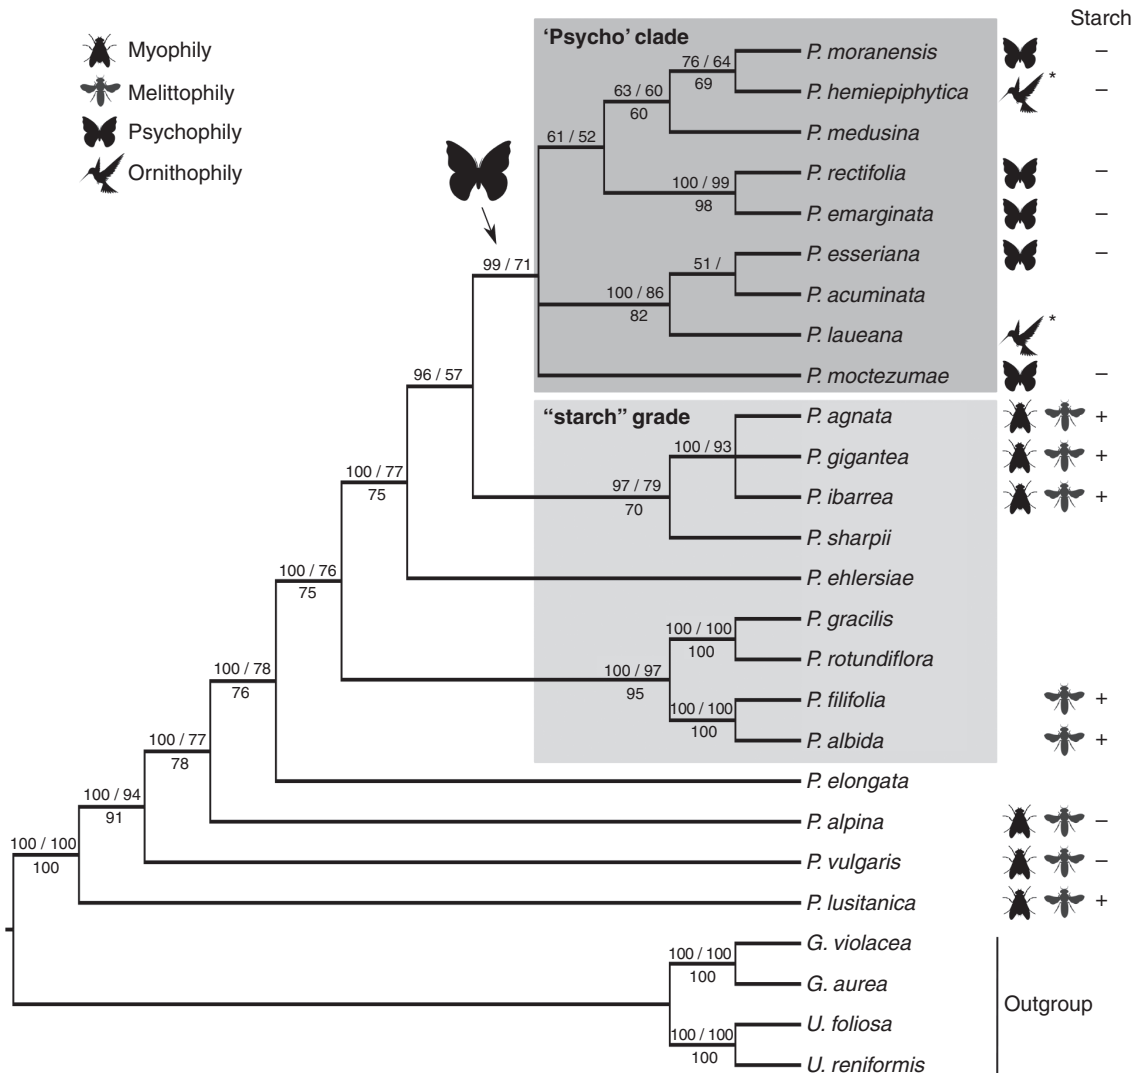 Starch
Myophily
Melittophily
Psychophily
Ornithophily
‘Psycho’ clade
76 / 64
69
P. moranensis
–
P. hemiepiphytica
*
–
63 / 60
60
P. medusina
61 / 52
100 / 99
98
P. rectifolia
–
P. emarginata
–
99 / 71
51 /
P. esseriana
–
P. acuminata
100 / 86
82
P. laueana
*
P. moctezumae
–
96 / 57
“starch” grade
P. agnata
+
100 / 93
P. gigantea
+
97 / 79
70
P. ibarrea
+
P. sharpii
100 / 77
75
P. ehlersiae
100 / 76
75
100 / 100
100
P. gracilis
P. rotundiflora
100 / 97
95
100 / 100
100
P. filifolia
+
P. albida
+
100 / 78
76
P. elongata
100 / 77
78
P. alpina
–
100 / 94
91
P. vulgaris
–
100 / 100
100
P. lusitanica
+
100 / 100
100
G. violacea
G. aurea
Outgroup
100 / 100
100
U. foliosa
U. reniformis